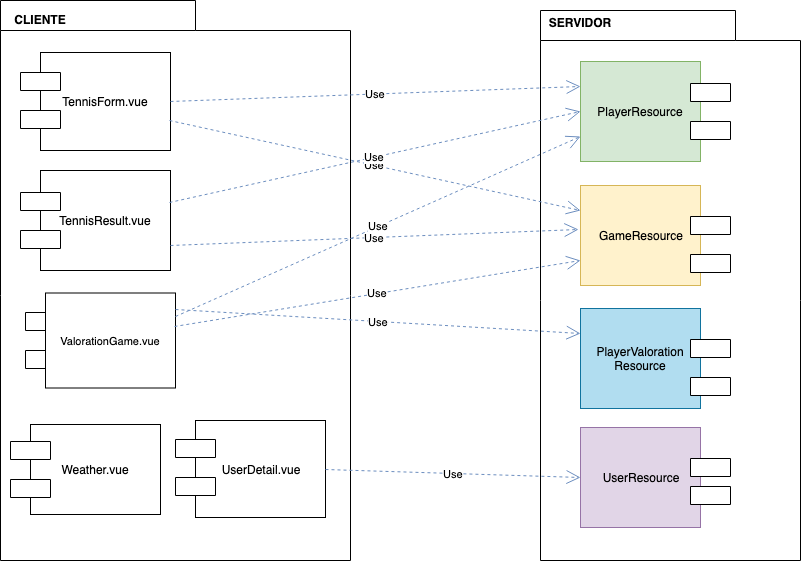 CLIENTE
SERVIDOR
TennisForm.vue
Use
PlayerResource
Use
Use
TennisResult.vue
Use
Use
GameResource
Use
ValorationGame.vue
Use
PlayerValoration
Resource
Weather.vue
UserDetail.vue
Use
UserResource